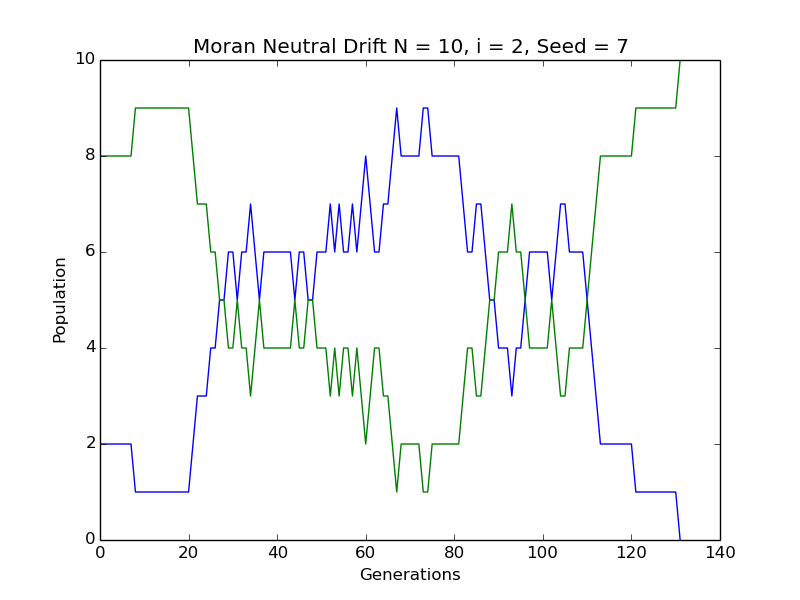 Moran Neutral Drift N = 10, i = 2, Seed = 7
10
8
6
4
2
0
Population
0 20 40 60 80 100 120 140
Generations